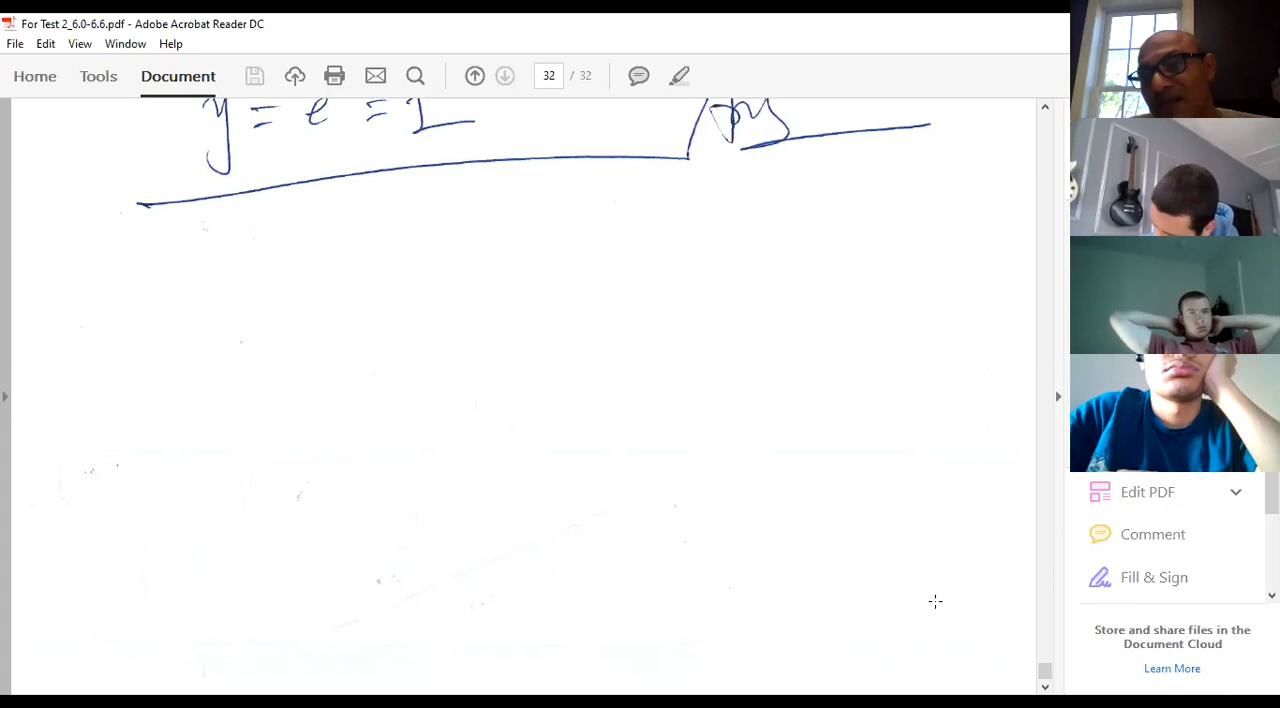 For Test 2_6.0-6.6.pdf - Adobe Acrobat Reader DC
File Edit View Window Help
Home Tools Document 32 / 32
y = e = 1
Edit PDF
Comment
Fill & Sign
Store and share files in the
Document Cloud
Learn More